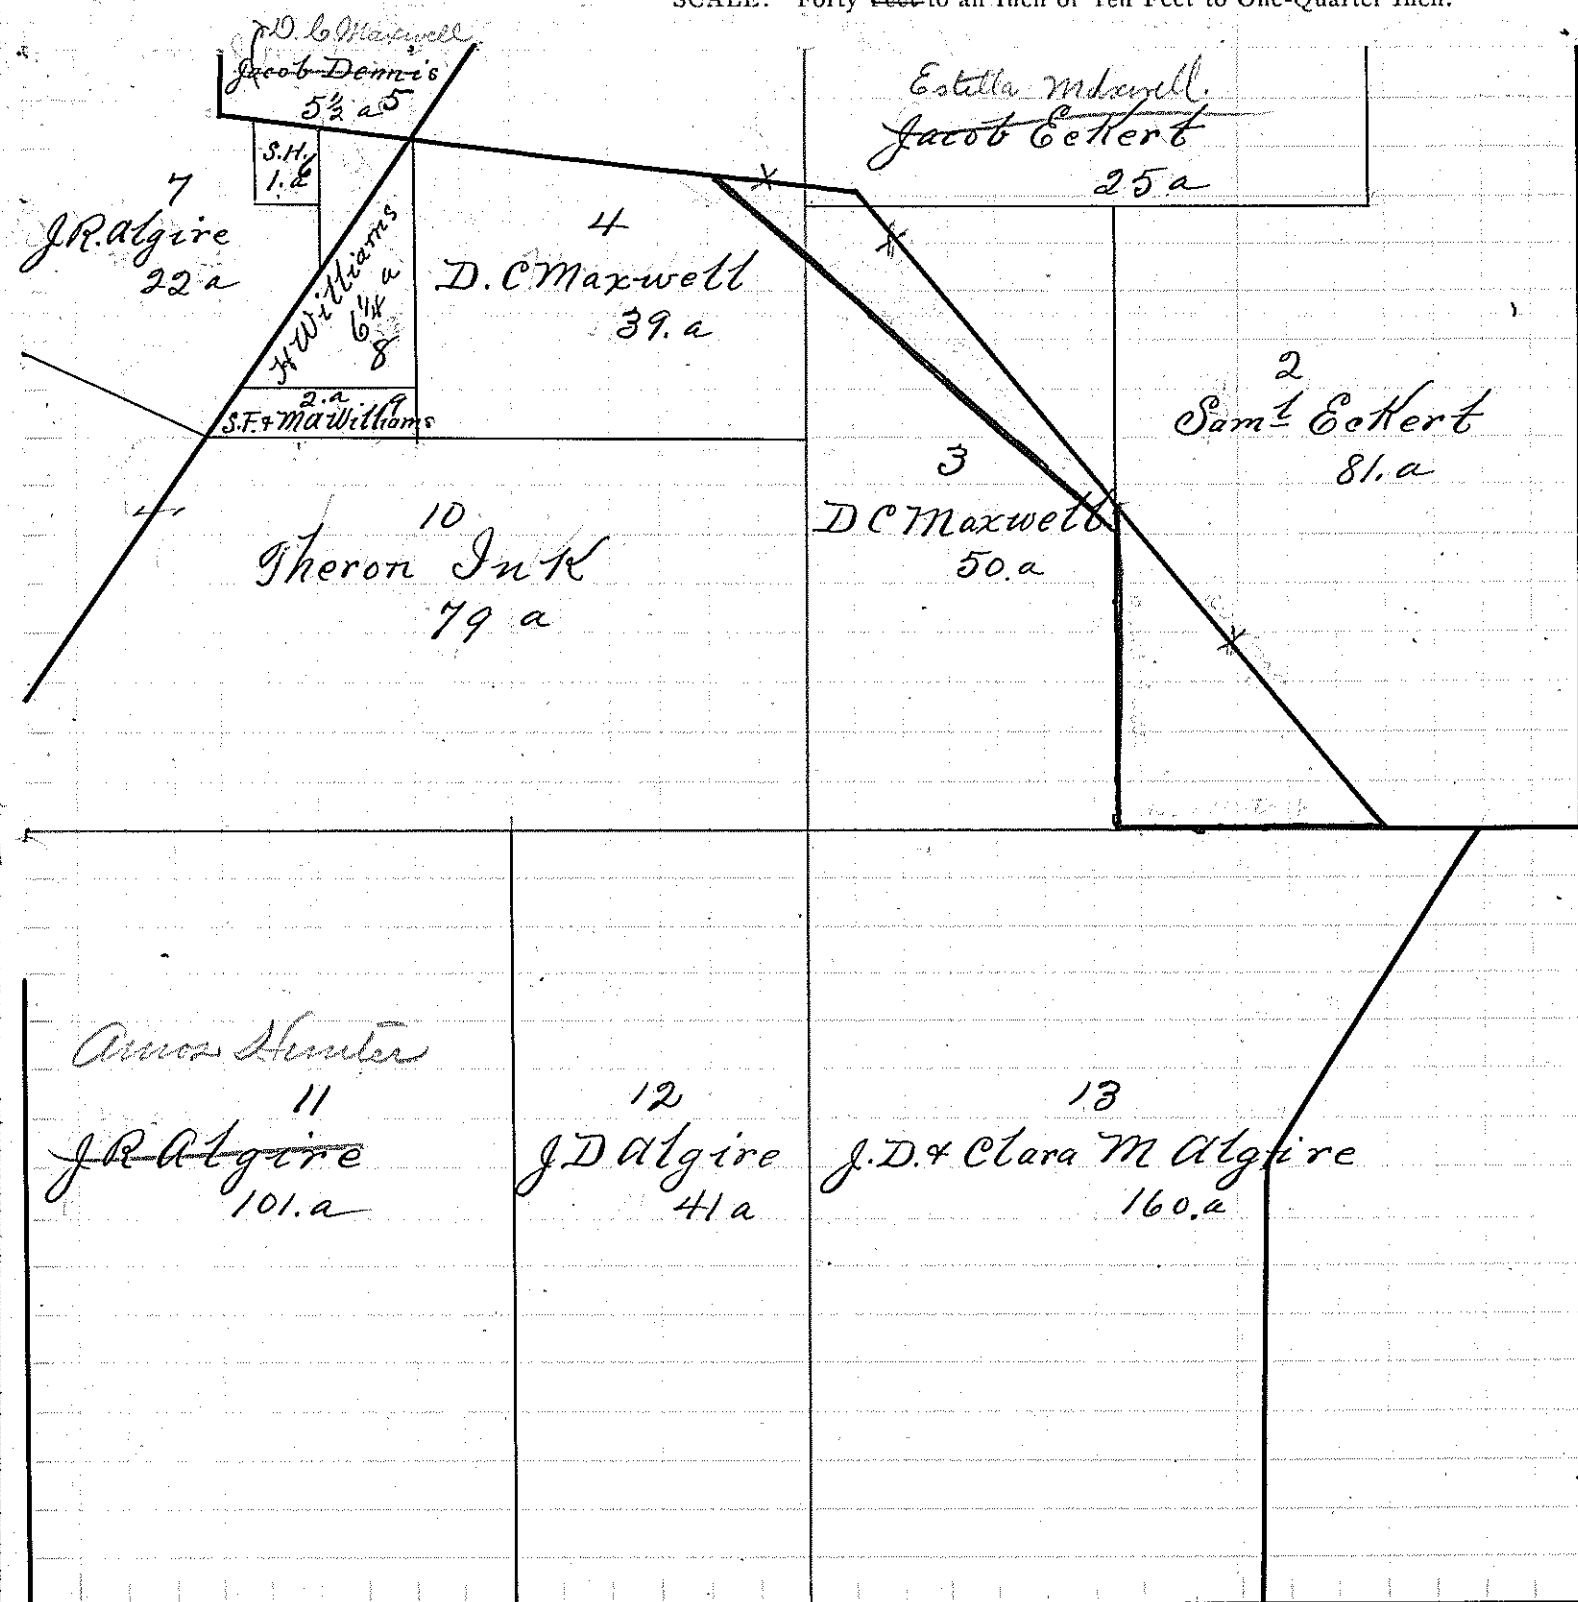 SCALE: Forty Feet to an Inch or Ten Feet to One-Quarter Inch.
D. C Maxwell
Jacob Dennis
5½ a 5
Estella Maxwell.
Jacob Eckert
25 a
S.H. 6
1. a
7
J.R. Algire
22 a
H Williams
6¼ a
8
4
D. C Maxwell
39. a
2. a 9
S.F. & MA Williams
2
Saml Eckert
81. a
3
D C Maxwell
50. a
10
Theron Ink
79 a
Amos Hunter
11
J R Algire
101. a
12
J D Algire
41 a
13
J. D. & Clara M Algire
160. a